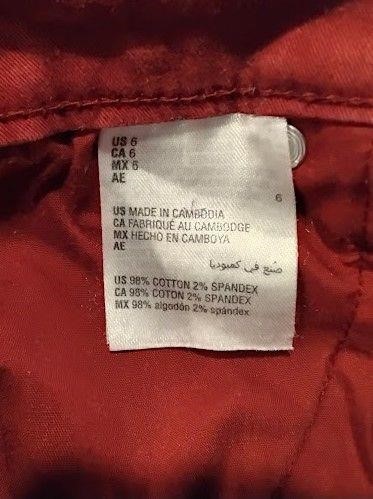 US 6
CA 6
MX 6
AE
6
US MADE IN CAMBODIA
CA FABRIQUÉ AU CAMBODGE
MX HECHO EN CAMBOYA
AE
صنع في كمبوديا
US 98% COTTON 2% SPANDEX
CA 98% COTON 2% SPANDEX
MX 98% algodón 2% spándex